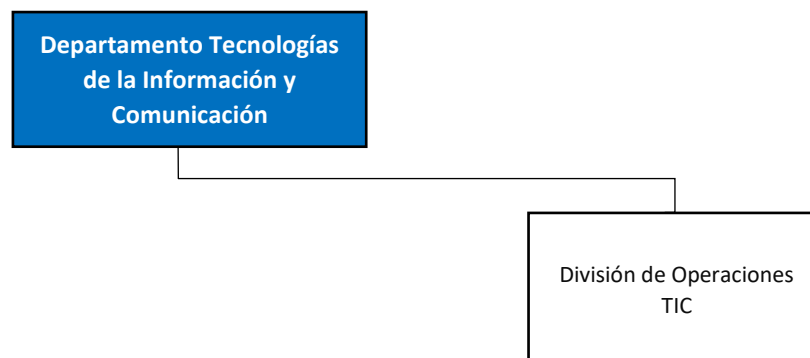 Departamento Tecnologías
de la Información y
Comunicación
División de Operaciones
TIC